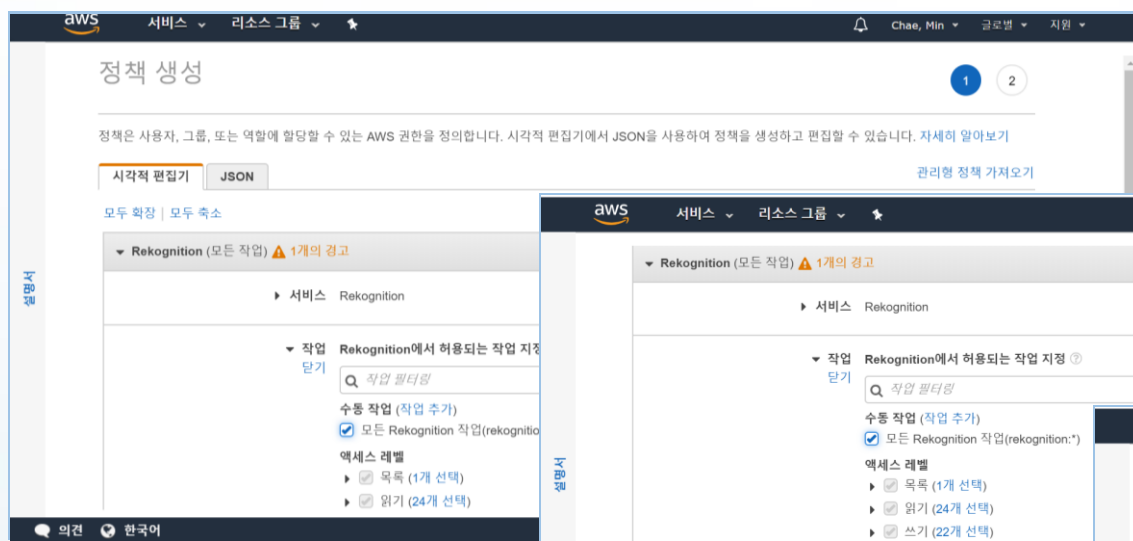 aws 서비스 리소스 그룹 Chae, Min 글로벌 지원
정책 생성
1 2
정책은 사용자, 그룹, 또는 역할에 할당할 수 있는 AWS 권한을 정의합니다. 시각적 편집기에서 JSON을 사용하여 정책을 생성하고 편집할 수 있습니다. 자세히 알아보기
시각적 편집기 JSON
관리형 정책 가져오기
모두 확장 | 모두 축소
Rekognition (모든 작업) 1개의 경고
서비스 Rekognition
작업 Rekognition에서 허용되는 작업 지정
닫기
작업 필터링
수동 작업 (작업 추가)
모든 Rekognition 작업(rekognitio
액세스 레벨
목록 (1개 선택)
읽기 (24개 선택)
설명서
의견 한국어
aws 서비스 리소스 그룹
Rekognition (모든 작업) 1개의 경고
서비스 Rekognition
작업 Rekognition에서 허용되는 작업 지정
닫기
작업 필터링
수동 작업 (작업 추가)
모든 Rekognition 작업(rekognition:*)
액세스 레벨
목록 (1개 선택)
읽기 (24개 선택)
쓰기 (22개 선택)
설명서